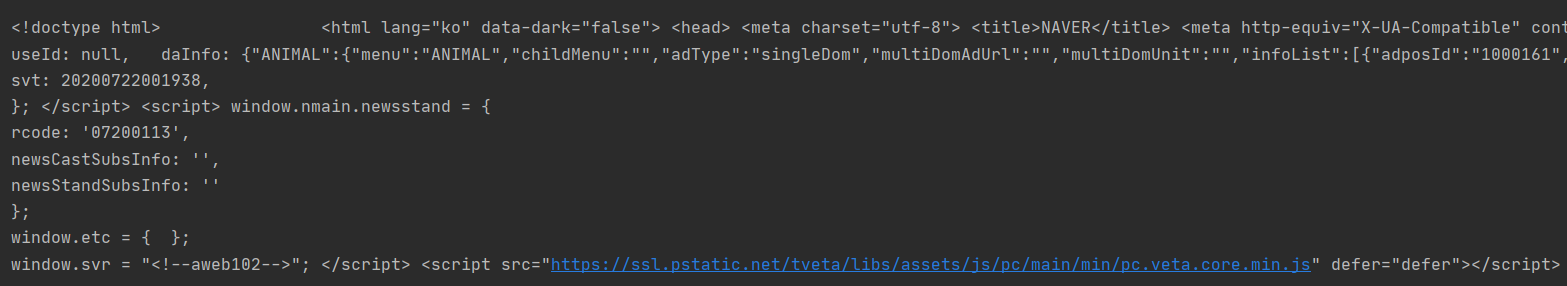 <!doctype html>                <html lang="ko" data-dark="false"> <head> <meta charset="utf-8"> <title>NAVER</title> <meta http-equiv="X-UA-Compatible" cont
useId: null,   daInfo: {"ANIMAL":{"menu":"ANIMAL","childMenu":"","adType":"singleDom","multiDomAdUrl":"","multiDomUnit":"","infoList":[{"adposId":"1000161",
svt: 20200722001938,
}; </script> <script> window.nmain.newsstand = {
rcode: '07200113',
newsCastSubsInfo: '',
newsStandSubsInfo: ''
};
window.etc = {  };
window.svr = "<!--aweb102-->"; </script> <script src="https://ssl.pstatic.net/tveta/libs/assets/js/pc/main/min/pc.veta.core.min.js" defer="defer"></script>